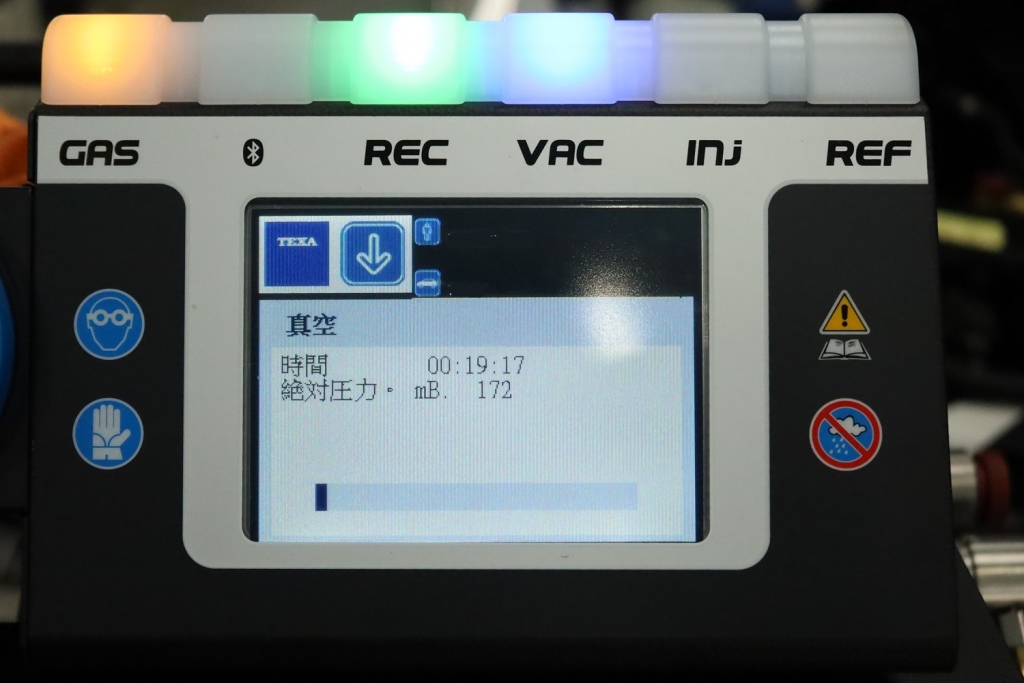 GAS REC VAC INJ REF
TEXA
真空
時間 00:19:17
絶対圧力。 mB. 172